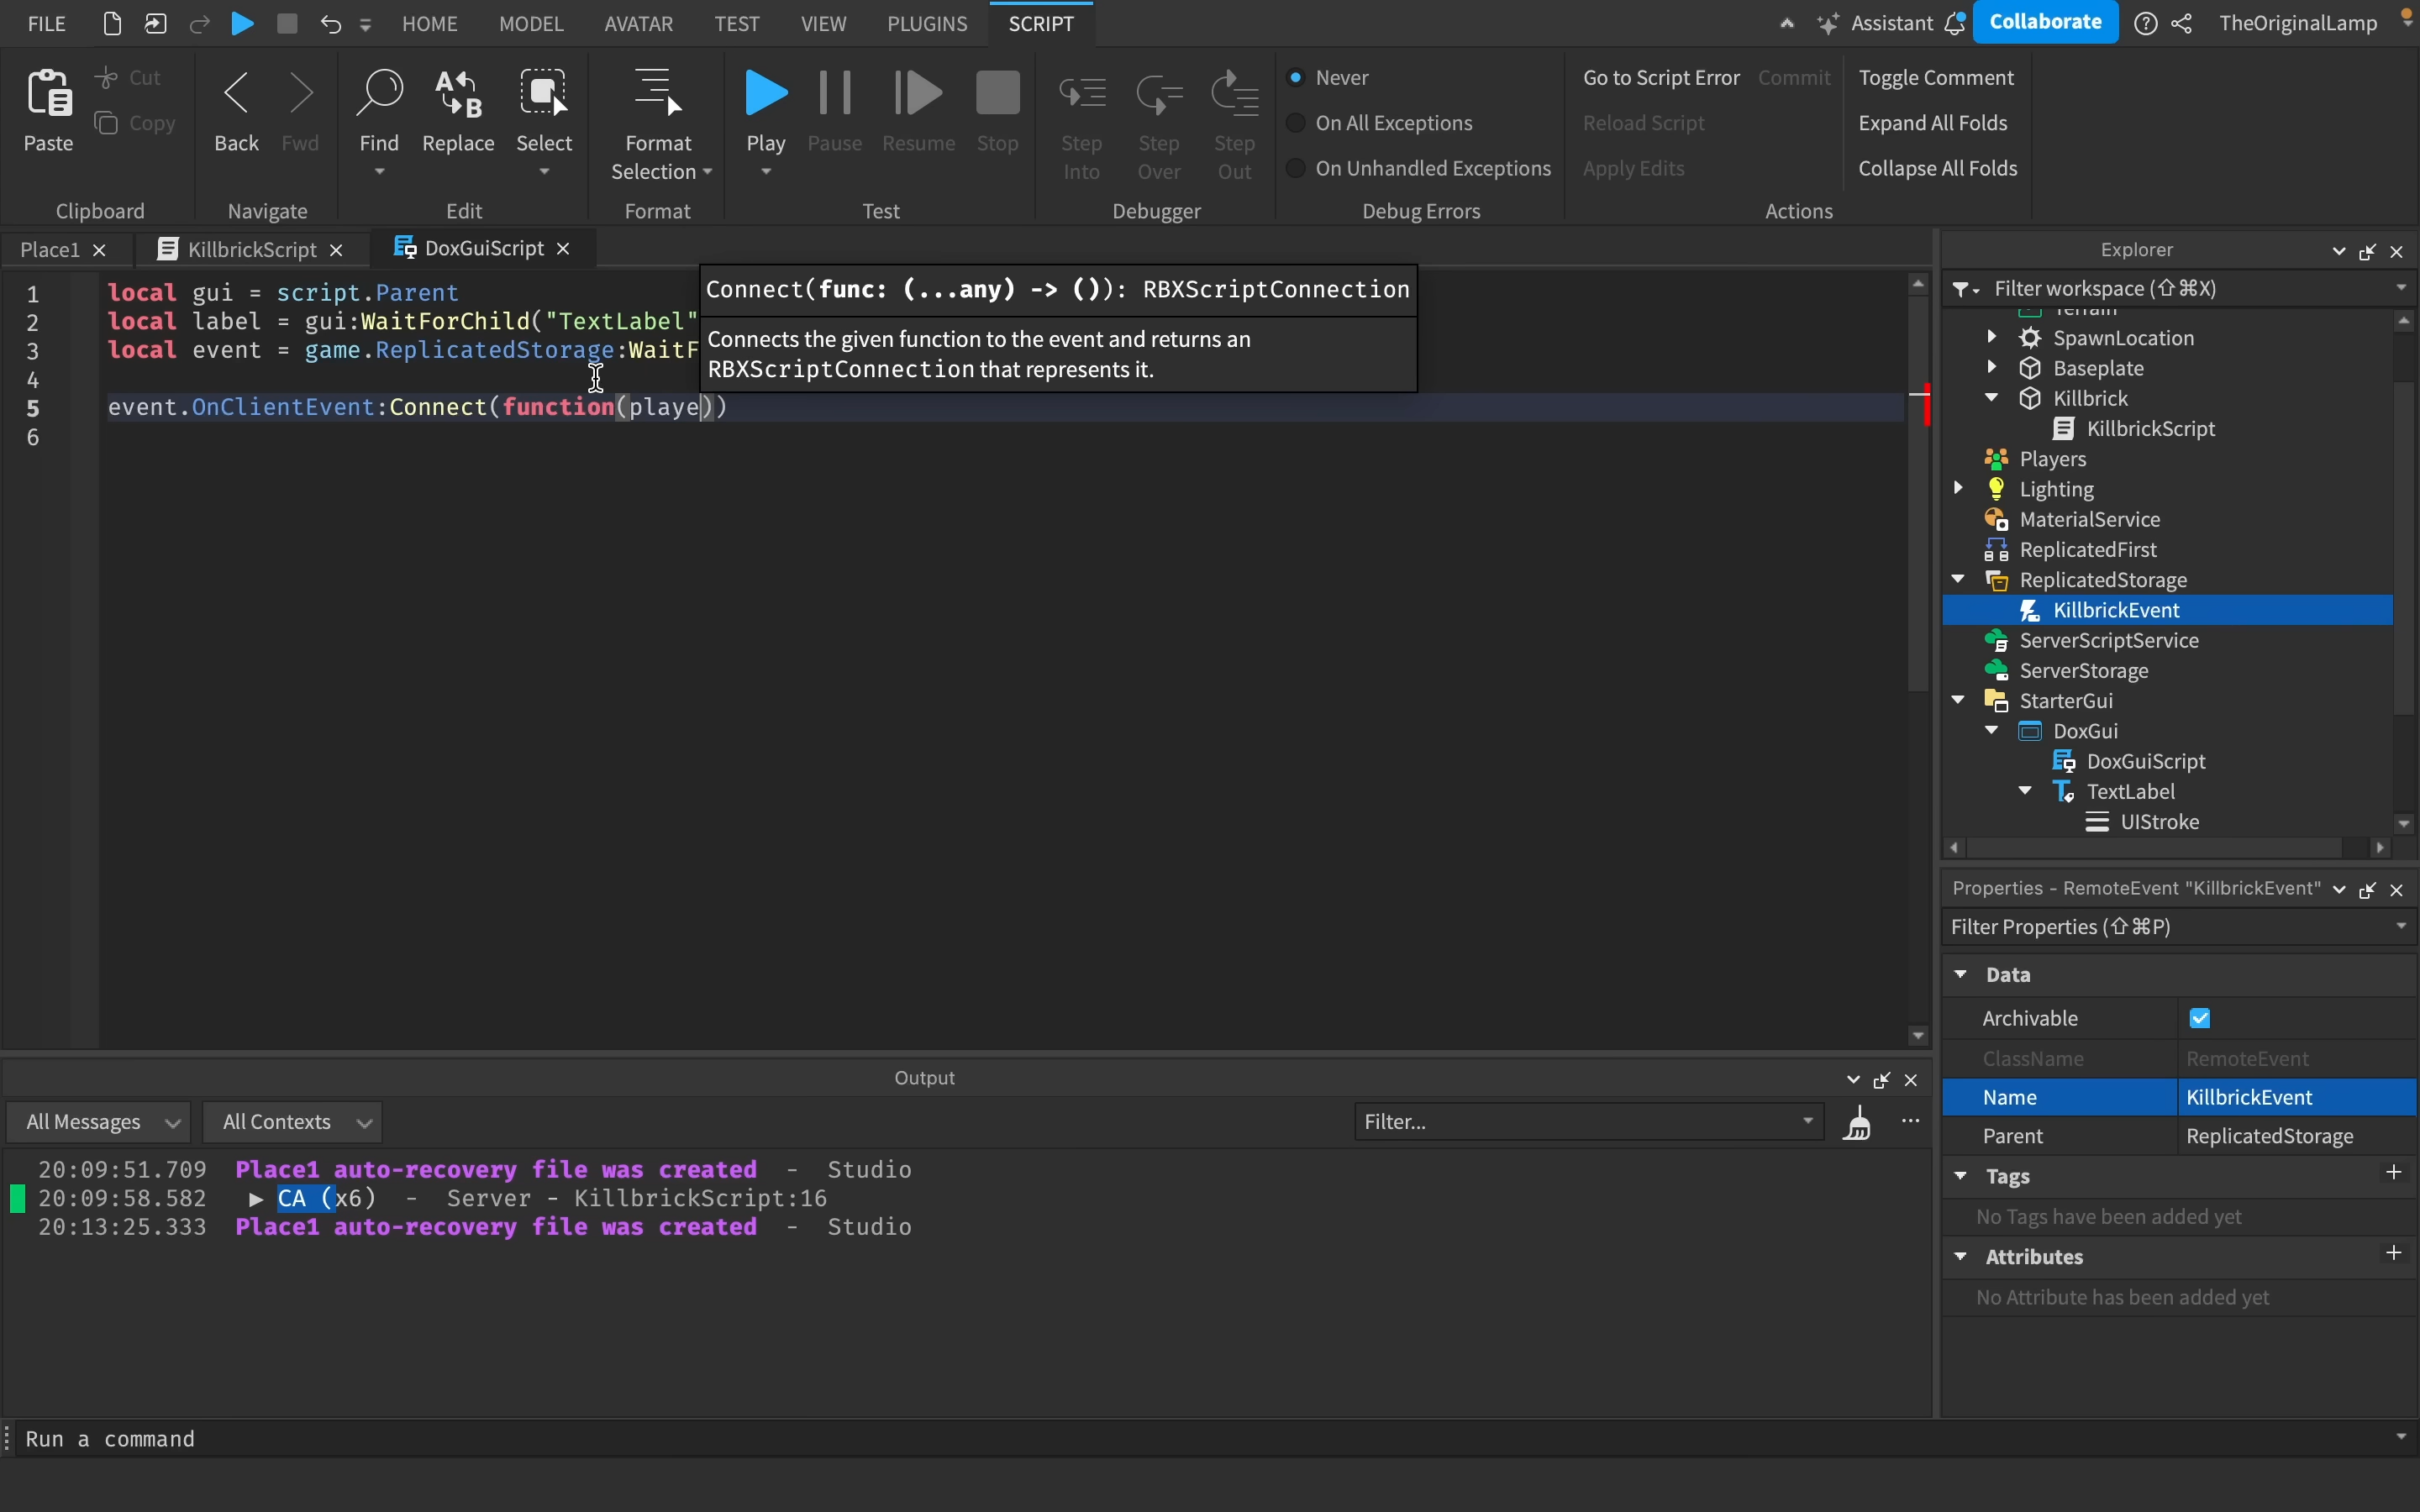 FILE HOME MODEL AVATAR TEST VIEW PLUGINS SCRIPT Assistant Collaborate TheOriginalLamp
Paste Cut Copy
Clipboard
Back Fwd
Navigate
Find Replace Select
Edit
Format Selection
Format
Play Pause Resume Stop
Test
Step Into Step Over Step Out
Debugger
Never
On All Exceptions
On Unhandled Exceptions
Debug Errors
Go to Script Error Commit
Reload Script
Apply Edits
Toggle Comment
Expand All Folds
Collapse All Folds
Actions
Place1 KillbrickScript DoxGuiScript
1 local gui = script.Parent
2 local label = gui:WaitForChild("TextLabel"
3 local event = game.ReplicatedStorage:WaitF
4
5 event.OnClientEvent:Connect(function(playe))
6
Connect(func: (...any) -> ()): RBXScriptConnection
Connects the given function to the event and returns an
RBXScriptConnection that represents it.
Explorer
Filter workspace (⇧⌘X)
Terrain
SpawnLocation
Baseplate
Killbrick
KillbrickScript
Players
Lighting
MaterialService
ReplicatedFirst
ReplicatedStorage
KillbrickEvent
ServerScriptService
ServerStorage
StarterGui
DoxGui
DoxGuiScript
TextLabel
UIStroke
Properties - RemoteEvent "KillbrickEvent"
Filter Properties (⇧⌘P)
Data
Archivable
ClassName RemoteEvent
Name KillbrickEvent
Parent ReplicatedStorage
Tags
No Tags have been added yet
Attributes
No Attribute has been added yet
Output
All Messages All Contexts Filter...
20:09:51.709 Place1 auto-recovery file was created - Studio
20:09:58.582 ▶ CA (x6) - Server - KillbrickScript:16
20:13:25.333 Place1 auto-recovery file was created - Studio
Run a command